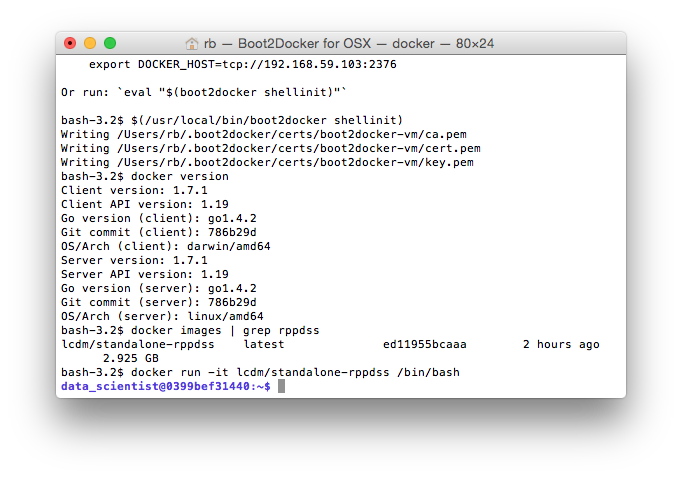 rb — Boot2Docker for OSX — docker — 80×24
export DOCKER_HOST=tcp://192.168.59.103:2376
Or run: `eval "$(boot2docker shellinit)"`
bash-3.2$ $(/usr/local/bin/boot2docker shellinit)
Writing /Users/rb/.boot2docker/certs/boot2docker-vm/ca.pem
Writing /Users/rb/.boot2docker/certs/boot2docker-vm/cert.pem
Writing /Users/rb/.boot2docker/certs/boot2docker-vm/key.pem
bash-3.2$ docker version
Client version: 1.7.1
Client API version: 1.19
Go version (client): go1.4.2
Git commit (client): 786b29d
OS/Arch (client): darwin/amd64
Server version: 1.7.1
Server API version: 1.19
Go version (server): go1.4.2
Git commit (server): 786b29d
OS/Arch (server): linux/amd64
bash-3.2$ docker images | grep rppdss
lcdm/standalone-rppdss    latest              ed11955bcaaa        2 hours ago
2.925 GB
bash-3.2$ docker run -it lcdm/standalone-rppdss /bin/bash
data_scientist@0399bef31440:~$